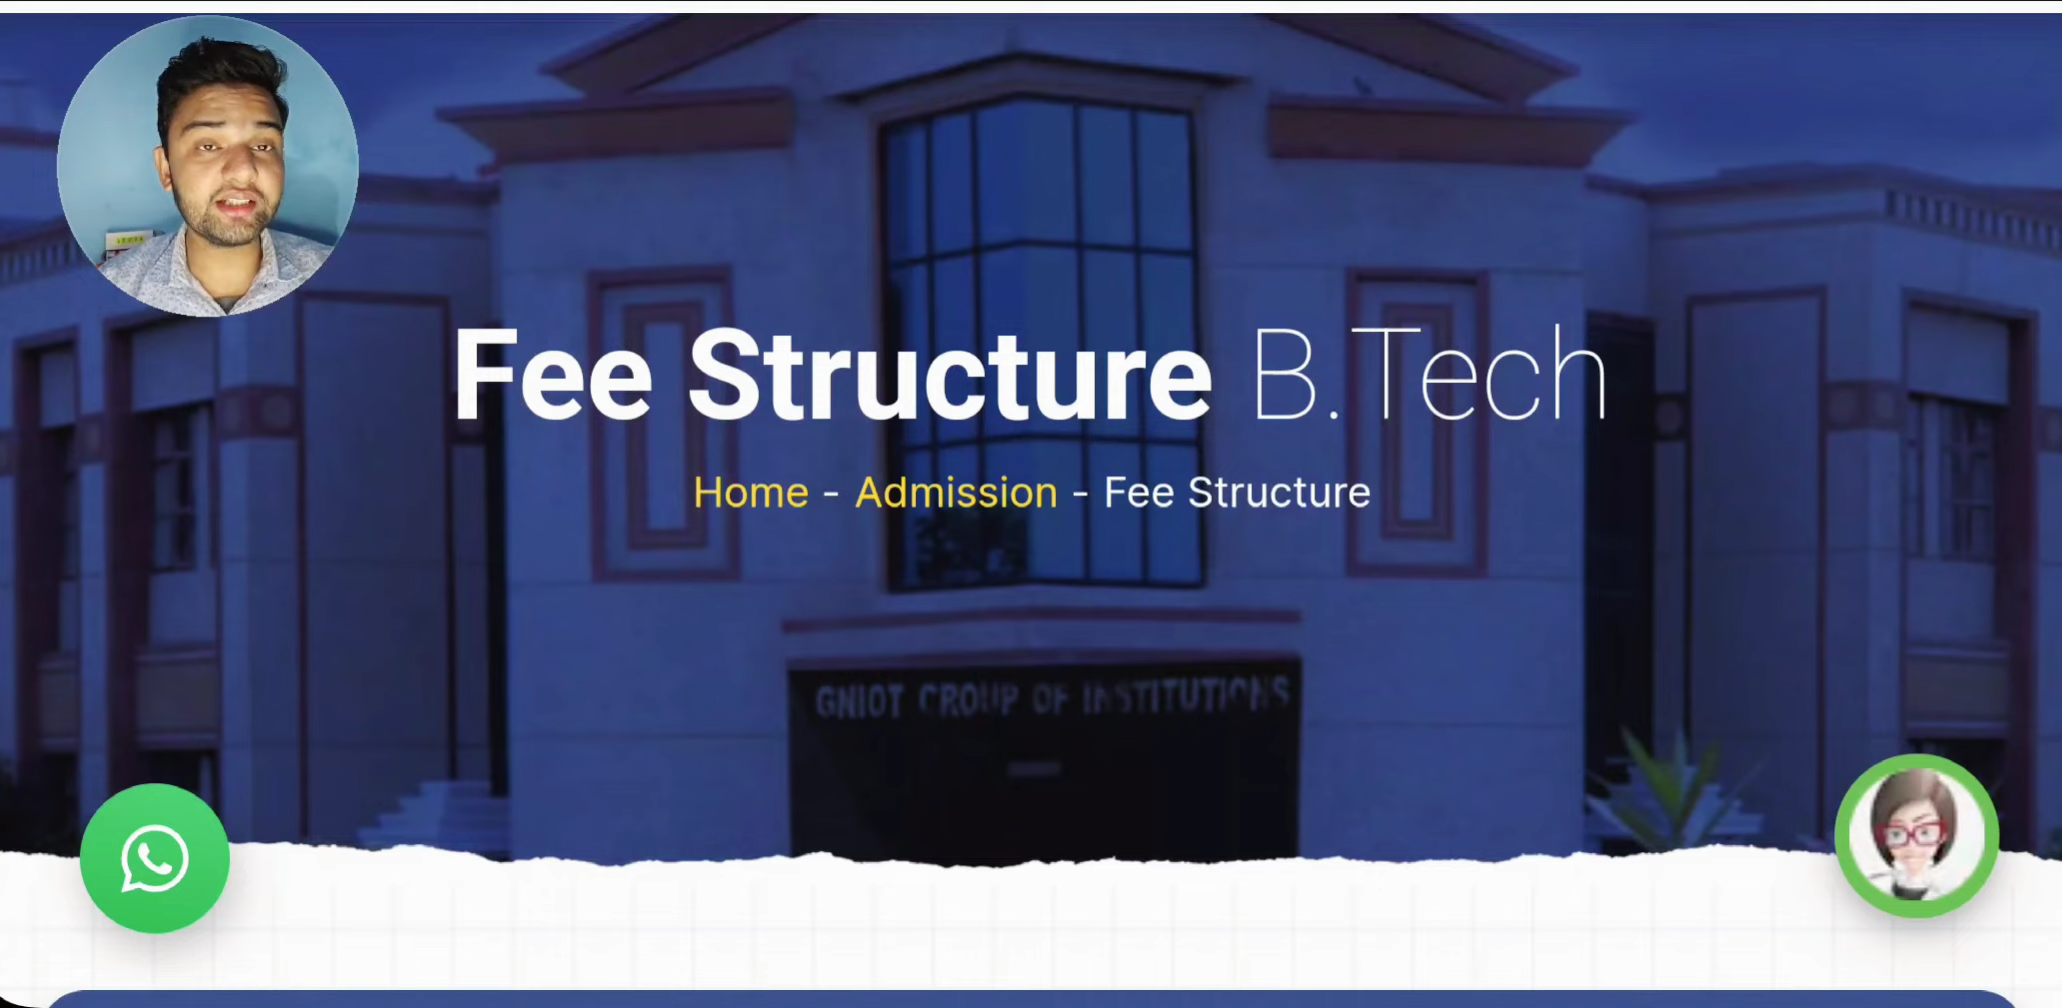 Fee Structure B.Tech
Home - Admission - Fee Structure
GNIOT GROUP OF INSTITUTIONS